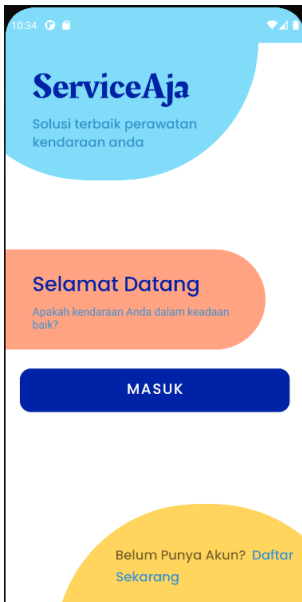 10:34
ServiceAja
Solusi terbaik perawatan
kendaraan anda
Selamat Datang
Apakah kendaraan Anda dalam keadaan
baik?
MASUK
Belum Punya Akun? Daftar
Sekarang